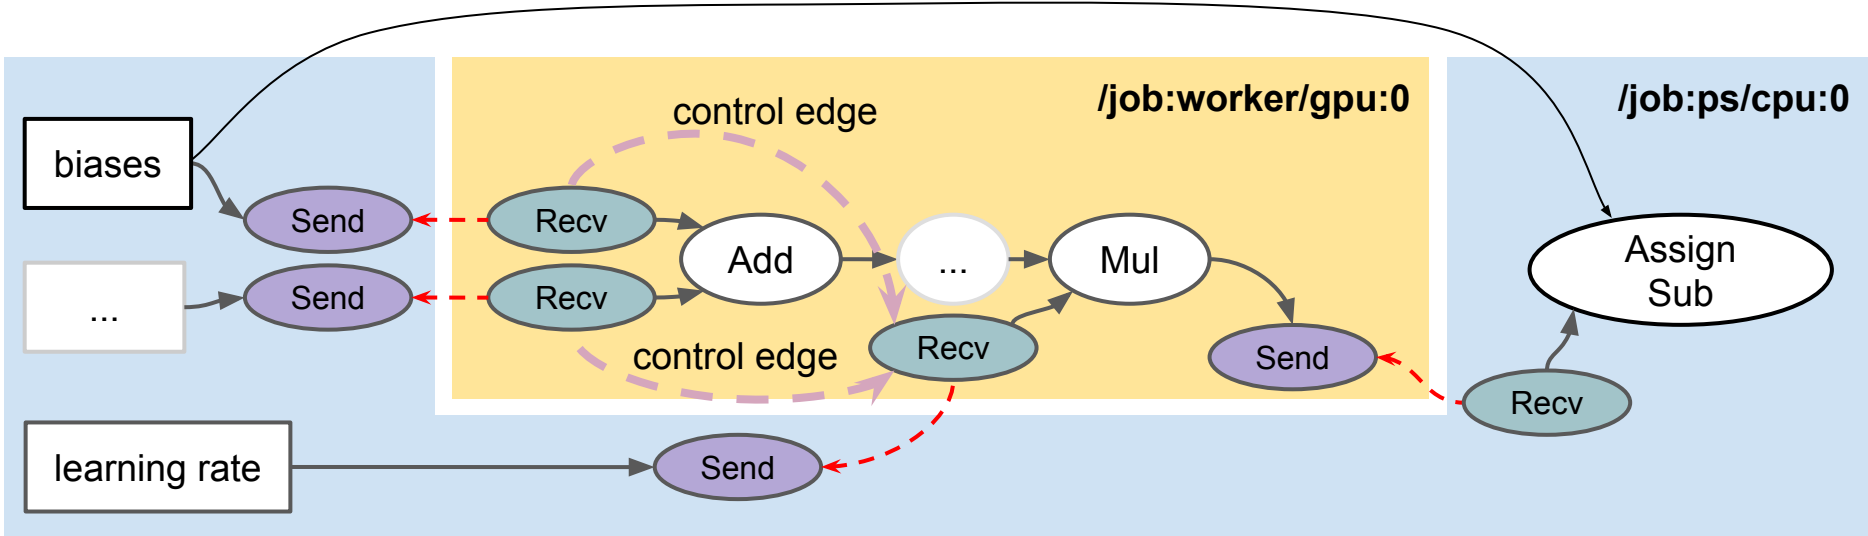 /job:worker/gpu:0
/job:ps/cpu:0
control edge
biases
Send
Recv
Add
...
Mul
Assign
Sub
...
Send
Recv
control edge
Recv
Send
Recv
learning rate
Send